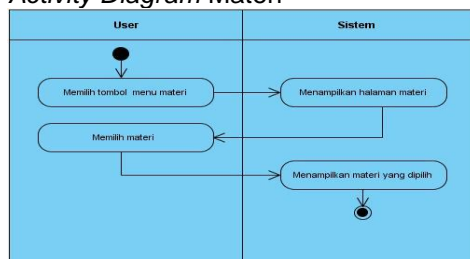 Activity Diagram Materi
User
Sistem
Memilih tombol menu materi
Menampilkan halaman materi
Memilih materi
Menampilkan materi yang dipilih